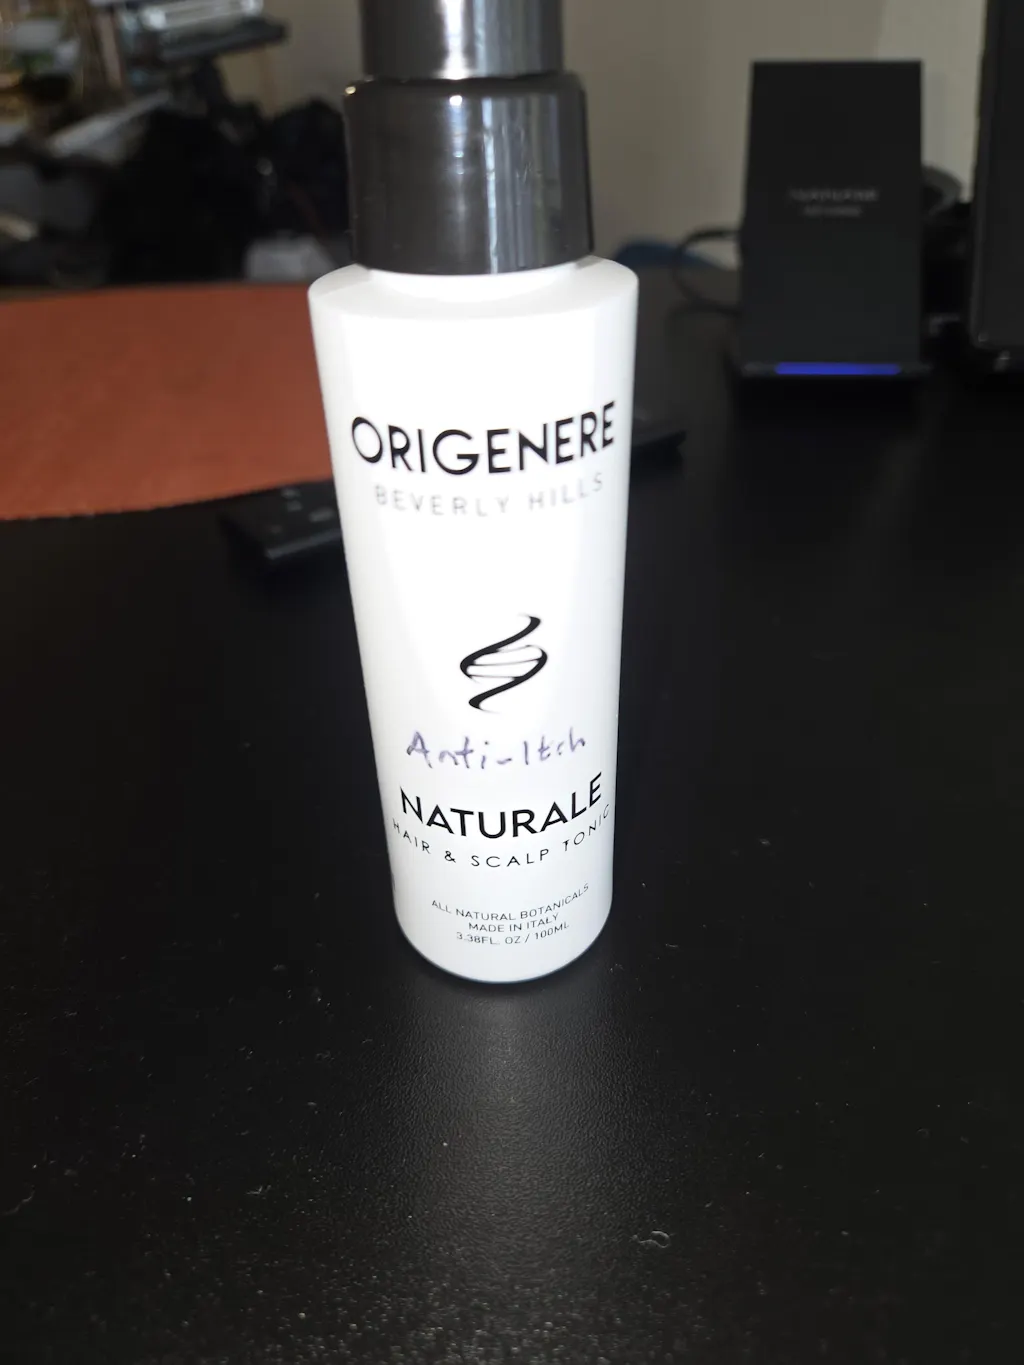 ORIGENERE
BEVERLY HILLS
Anti-Itch
NATURALE
HAIR & SCALP TONIC
ALL NATURAL BOTANICALS
MADE IN ITALY
3.38FL. OZ / 100ML